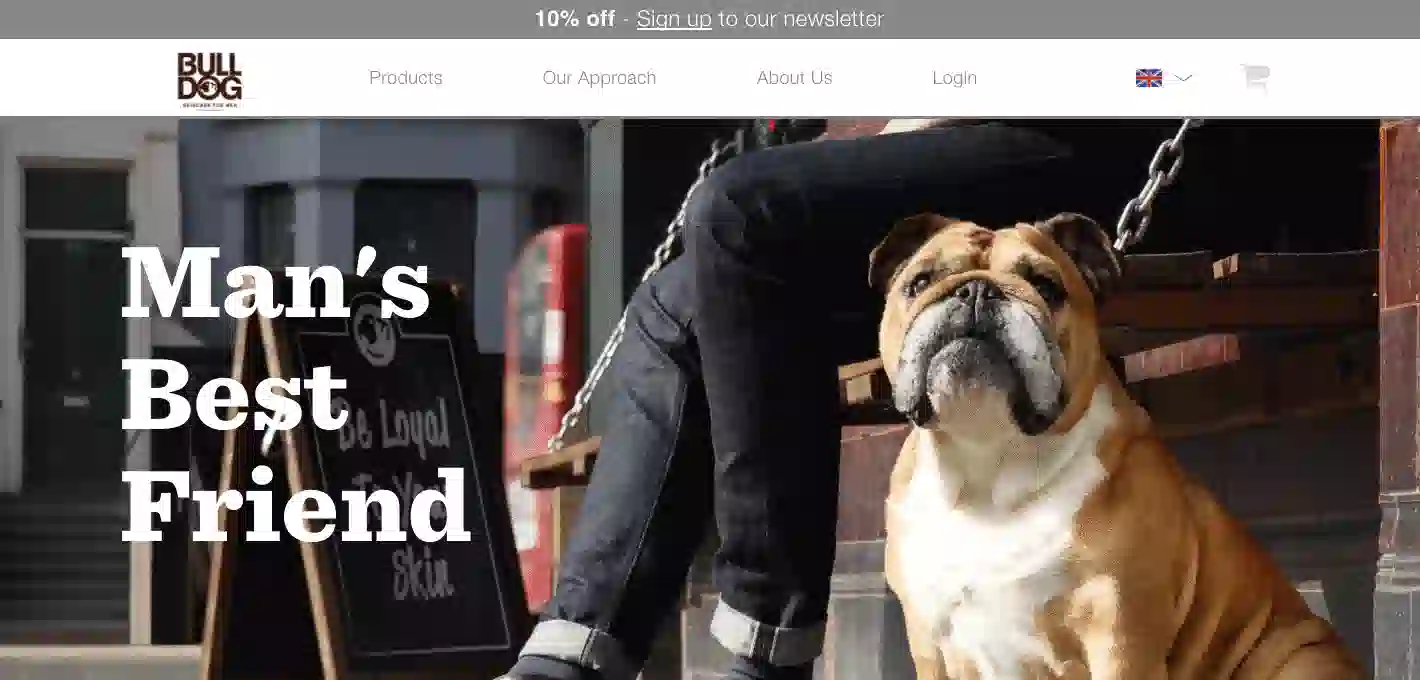 10% off - Sign up to our newsletter
BULL
DOG
SKINCARE FOR MEN
Products
Our Approach
About Us
Login
Man's
Best
Friend
Be Loyal
To Your
Skin